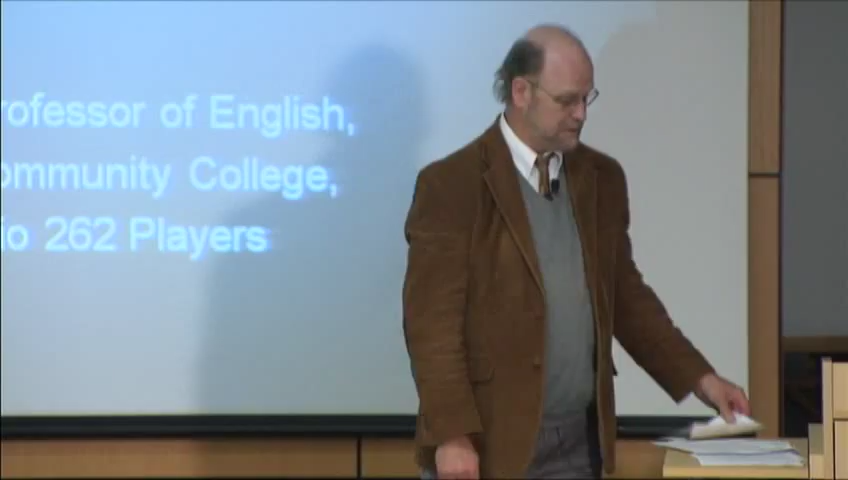 rofessor of English,
ommunity College,
io 262 Players